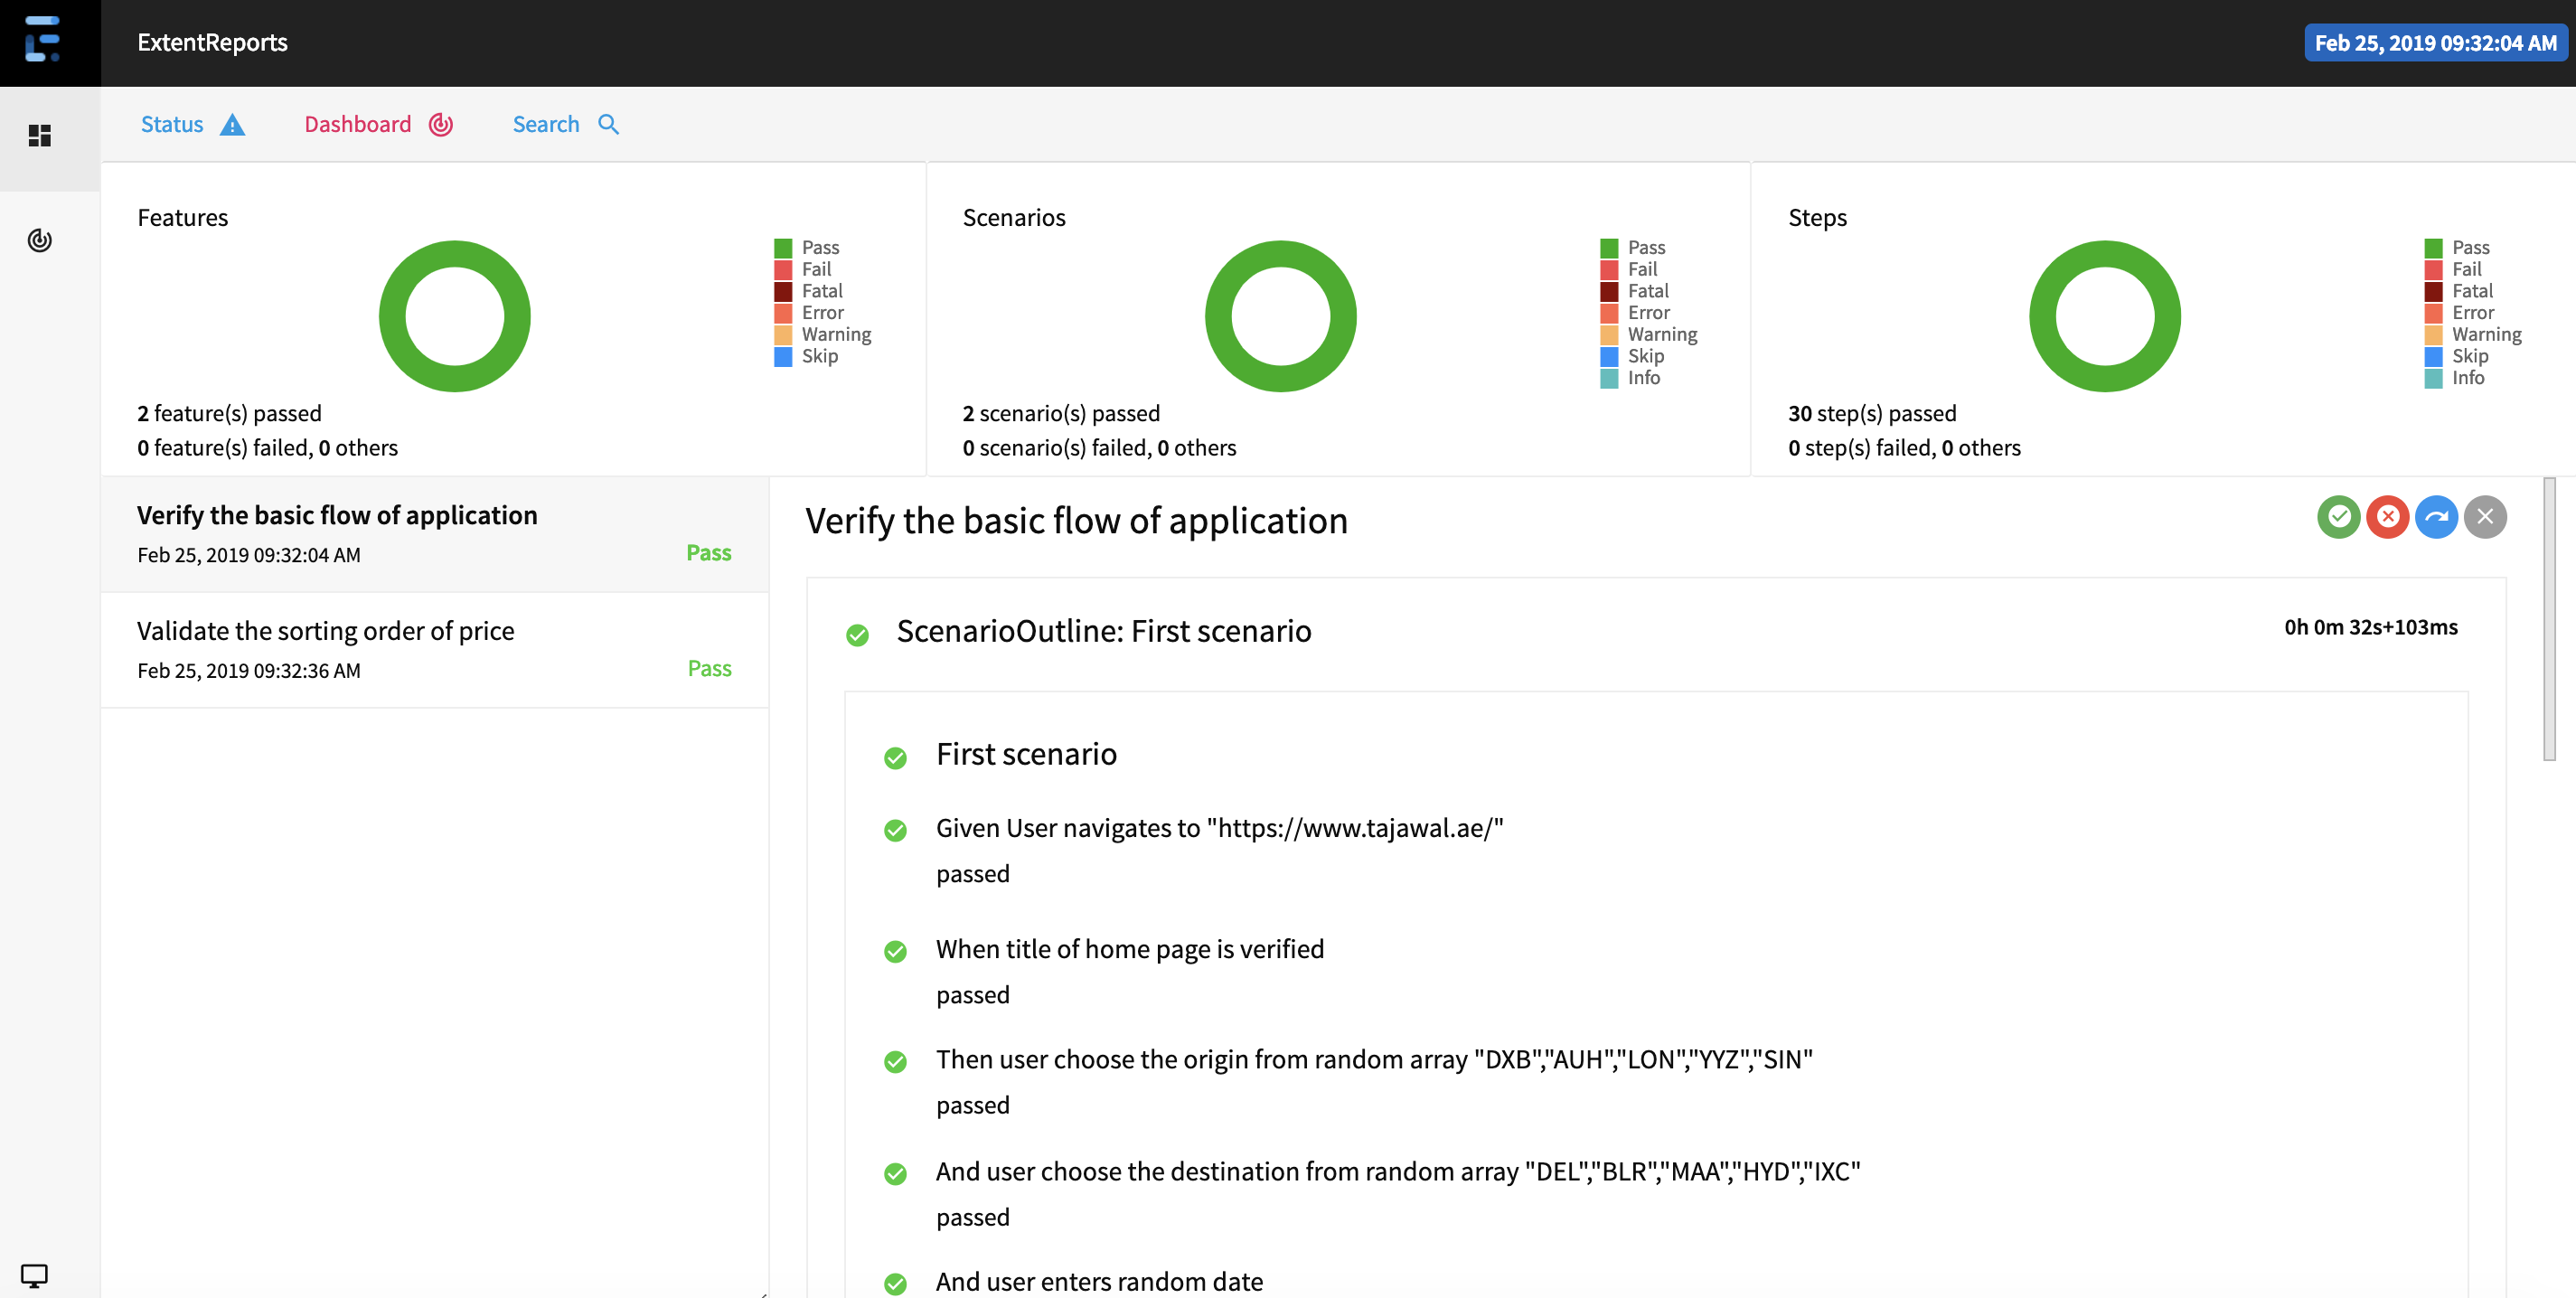 ExtentReports
Feb 25, 2019 09:32:04 AM
Status
Dashboard
Search
Features
Pass
Fail
Fatal
Error
Warning
Skip
2 feature(s) passed
0 feature(s) failed, 0 others
Scenarios
Pass
Fail
Fatal
Error
Warning
Skip
Info
2 scenario(s) passed
0 scenario(s) failed, 0 others
Steps
Pass
Fail
Fatal
Error
Warning
Skip
Info
30 step(s) passed
0 step(s) failed, 0 others
Verify the basic flow of application
Feb 25, 2019 09:32:04 AM
Pass
Validate the sorting order of price
Feb 25, 2019 09:32:36 AM
Pass
Verify the basic flow of application
ScenarioOutline: First scenario
0h 0m 32s+103ms
First scenario
Given User navigates to "https://www.tajawal.ae/"
passed
When title of home page is verified
passed
Then user choose the origin from random array "DXB","AUH","LON","YYZ","SIN"
passed
And user choose the destination from random array "DEL","BLR","MAA","HYD","IXC"
passed
And user enters random date